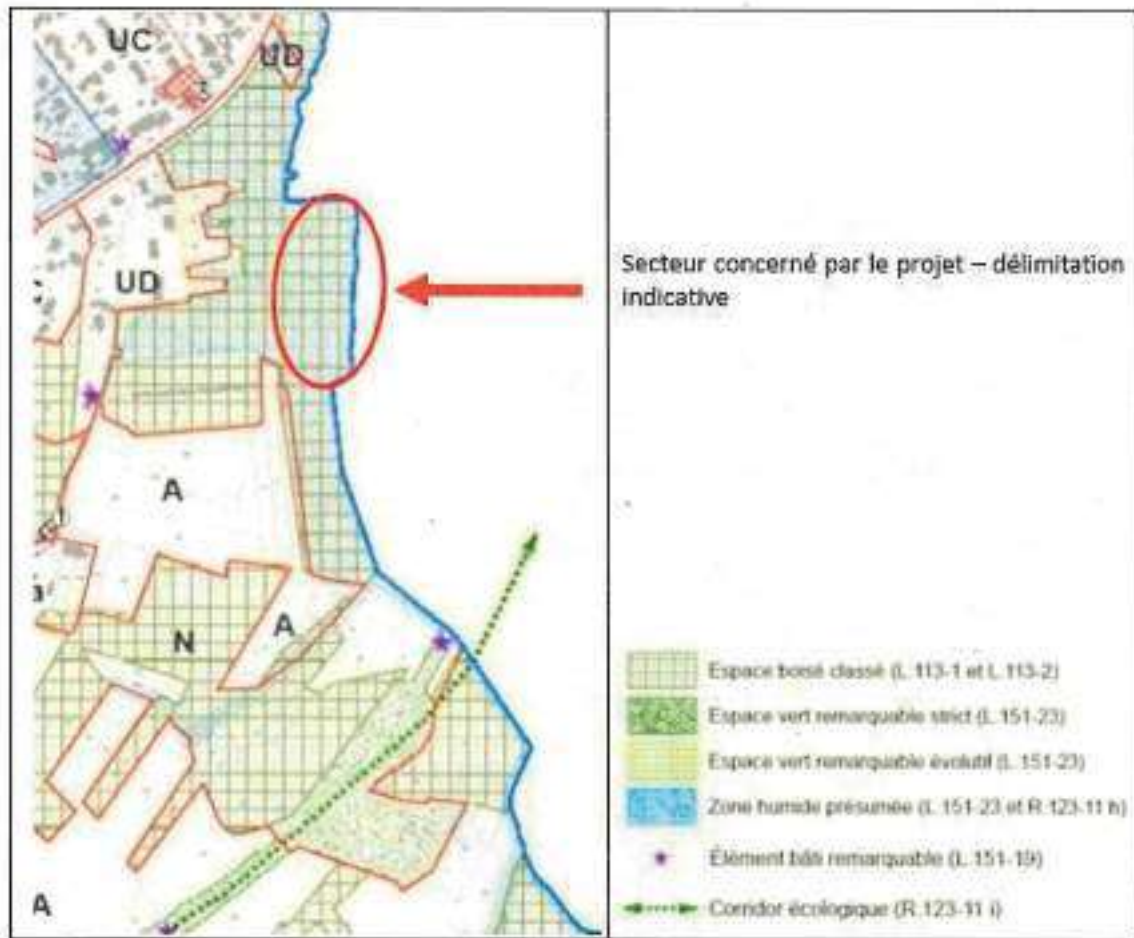 UC
UD
3
UD
A
N
A
A
Secteur concerné par le projet – délimitation
indicative
Espace boisé classé (L.113-1 et L.113-2)
Espace vert remarquable strict (L.151-23)
Espace vert remarquable évolutif (L.151-23)
Zone humide présumée (L.151-23 et R.123-11 h)
Élément bâti remarquable (L.151-19)
Corridor écologique (R.123-11 i)